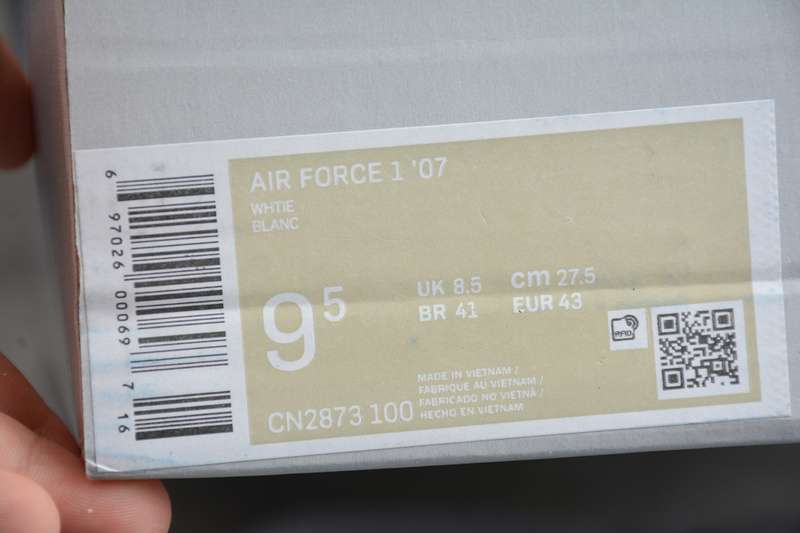 AIR FORCE 1 '07
WHTIE
BLANC
9 5
UK 8.5 cm 27.5
BR 41 EUR 43
MADE IN VIETNAM /
FABRIQUE AU VIETNAM /
FABRICADO NO VIETNÃ /
HECHO EN VIETNAM
CN2873 100
6 97026 00069 7 16
RFID